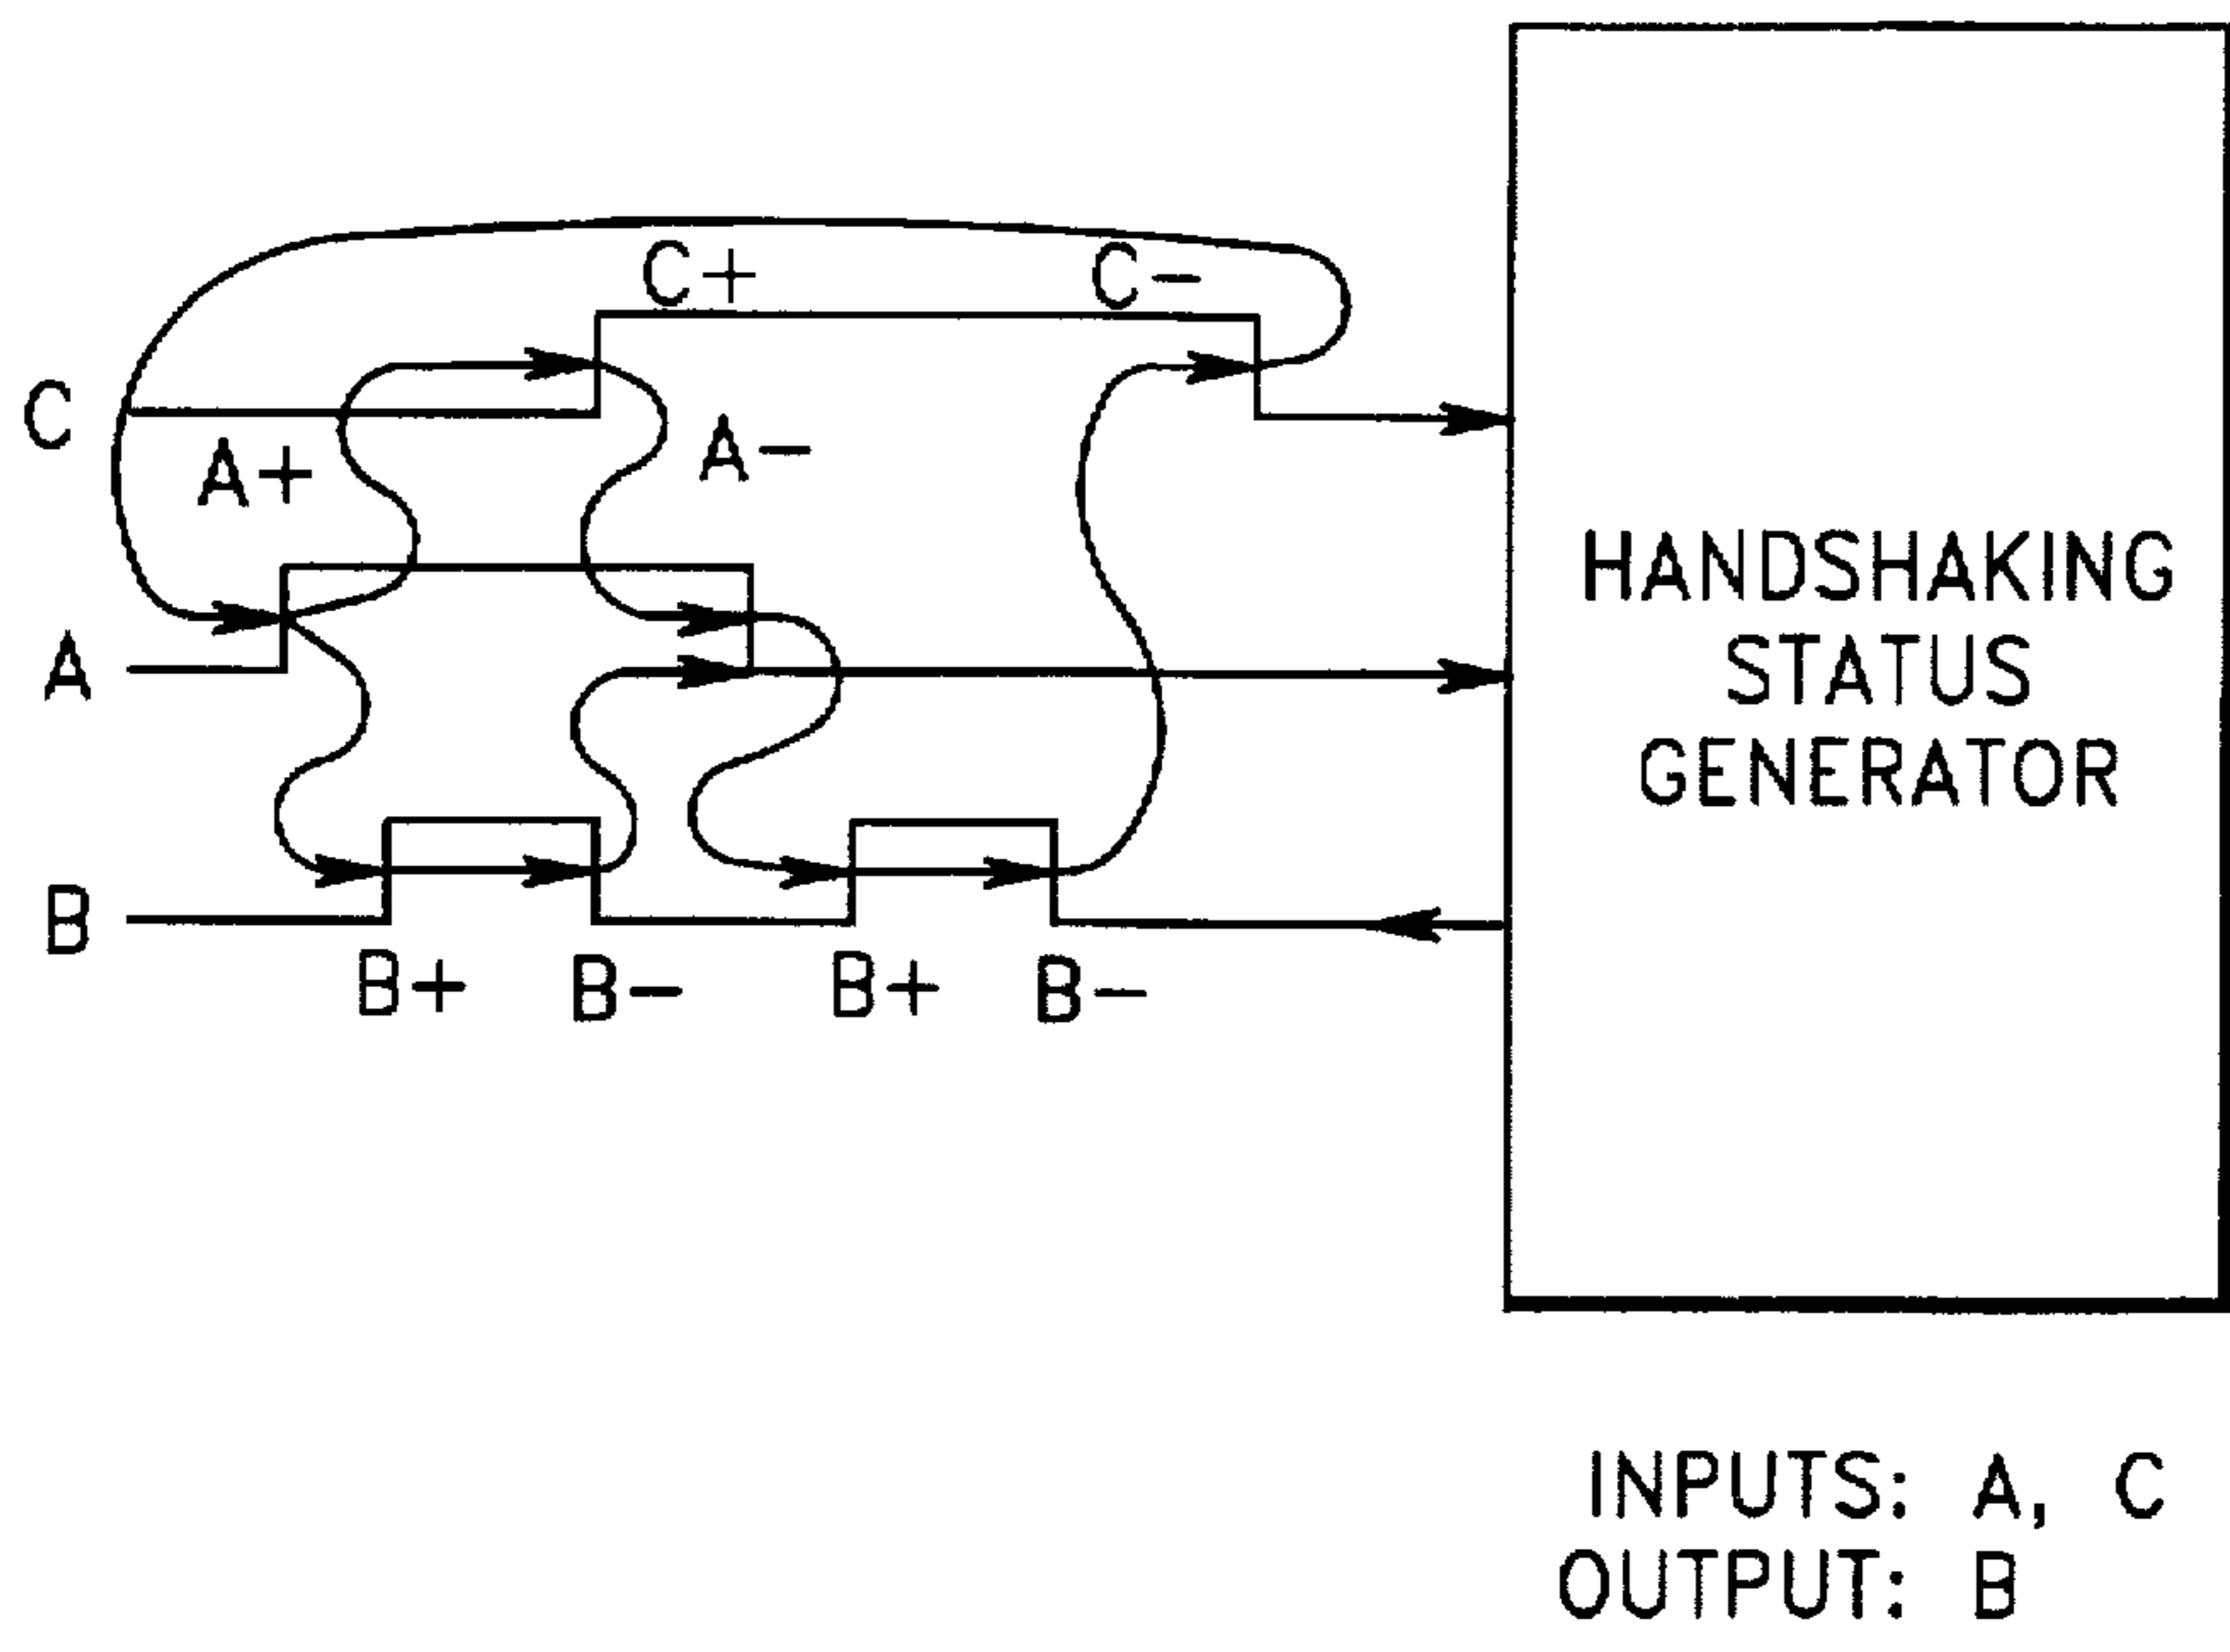 C+ C-
C
A+ A-
HANDSHAKING
STATUS
GENERATOR
A
B
B+ B- B+ B-
INPUTS: A, C
OUTPUT: B